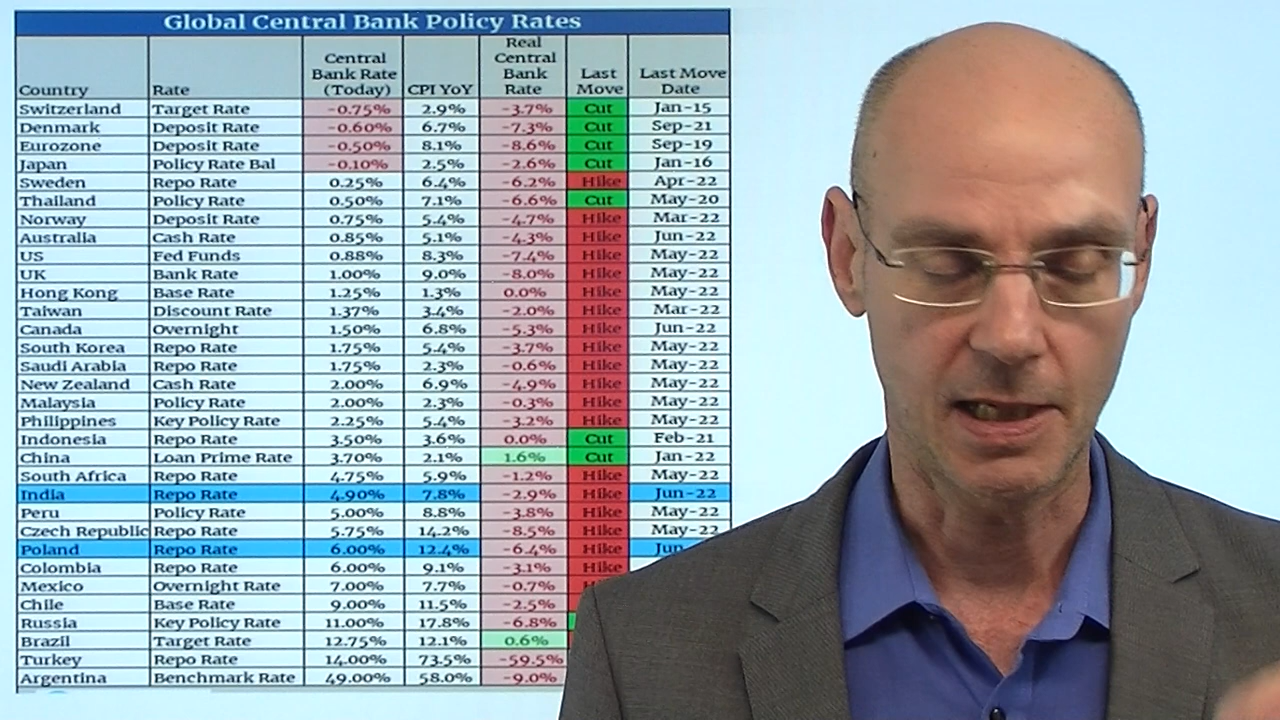 Global Central Bank Policy Rates
Country Rate Central Bank Rate (Today) CPI YoY Real Central Bank Rate Last Move Last Move Date
Switzerland Target Rate -0.75% 2.9% -3.7% Cut Jan-15
Denmark Deposit Rate -0.60% 6.7% -7.3% Cut Sep-21
Eurozone Deposit Rate -0.50% 8.1% -8.6% Cut Sep-19
Japan Policy Rate Bal -0.10% 2.5% -2.6% Cut Jan-16
Sweden Repo Rate 0.25% 6.4% -6.2% Hike Apr-22
Thailand Policy Rate 0.50% 7.1% -6.6% Cut May-20
Norway Deposit Rate 0.75% 5.4% -4.7% Hike Mar-22
Australia Cash Rate 0.85% 5.1% -4.3% Hike Jun-22
US Fed Funds 0.88% 8.3% -7.4% Hike May-22
UK Bank Rate 1.00% 9.0% -8.0% Hike May-22
Hong Kong Base Rate 1.25% 1.3% 0.0% Hike May-22
Taiwan Discount Rate 1.37% 3.4% -2.0% Hike Mar-22
Canada Overnight 1.50% 6.8% -5.3% Hike Jun-22
South Korea Repo Rate 1.75% 5.4% -3.7% Hike May-22
Saudi Arabia Repo Rate 1.75% 2.3% -0.6% Hike May-22
New Zealand Cash Rate 2.00% 6.9% -4.9% Hike May-22
Malaysia Policy Rate 2.00% 2.3% -0.3% Hike May-22
Philippines Key Policy Rate 2.25% 5.4% -3.2% Hike May-22
Indonesia Repo Rate 3.50% 3.6% 0.0% Cut Feb-21
China Loan Prime Rate 3.70% 2.1% 1.6% Cut Jan-22
South Africa Repo Rate 4.75% 5.9% -1.2% Hike May-22
India Repo Rate 4.90% 7.8% -2.9% Hike Jun-22
Peru Policy Rate 5.00% 8.8% -3.8% Hike May-22
Czech Republic Repo Rate 5.75% 14.2% -8.5% Hike May-22
Poland Repo Rate 6.00% 12.4% -6.4% Hike Jun
Colombia Repo Rate 6.00% 9.1% -3.1% Hike
Mexico Overnight Rate 7.00% 7.7% -0.7%
Chile Base Rate 9.00% 11.5% -2.5%
Russia Key Policy Rate 11.00% 17.8% -6.8%
Brazil Target Rate 12.75% 12.1% 0.6%
Turkey Repo Rate 14.00% 73.5% -59.5%
Argentina Benchmark Rate 49.00% 58.0% -9.0%